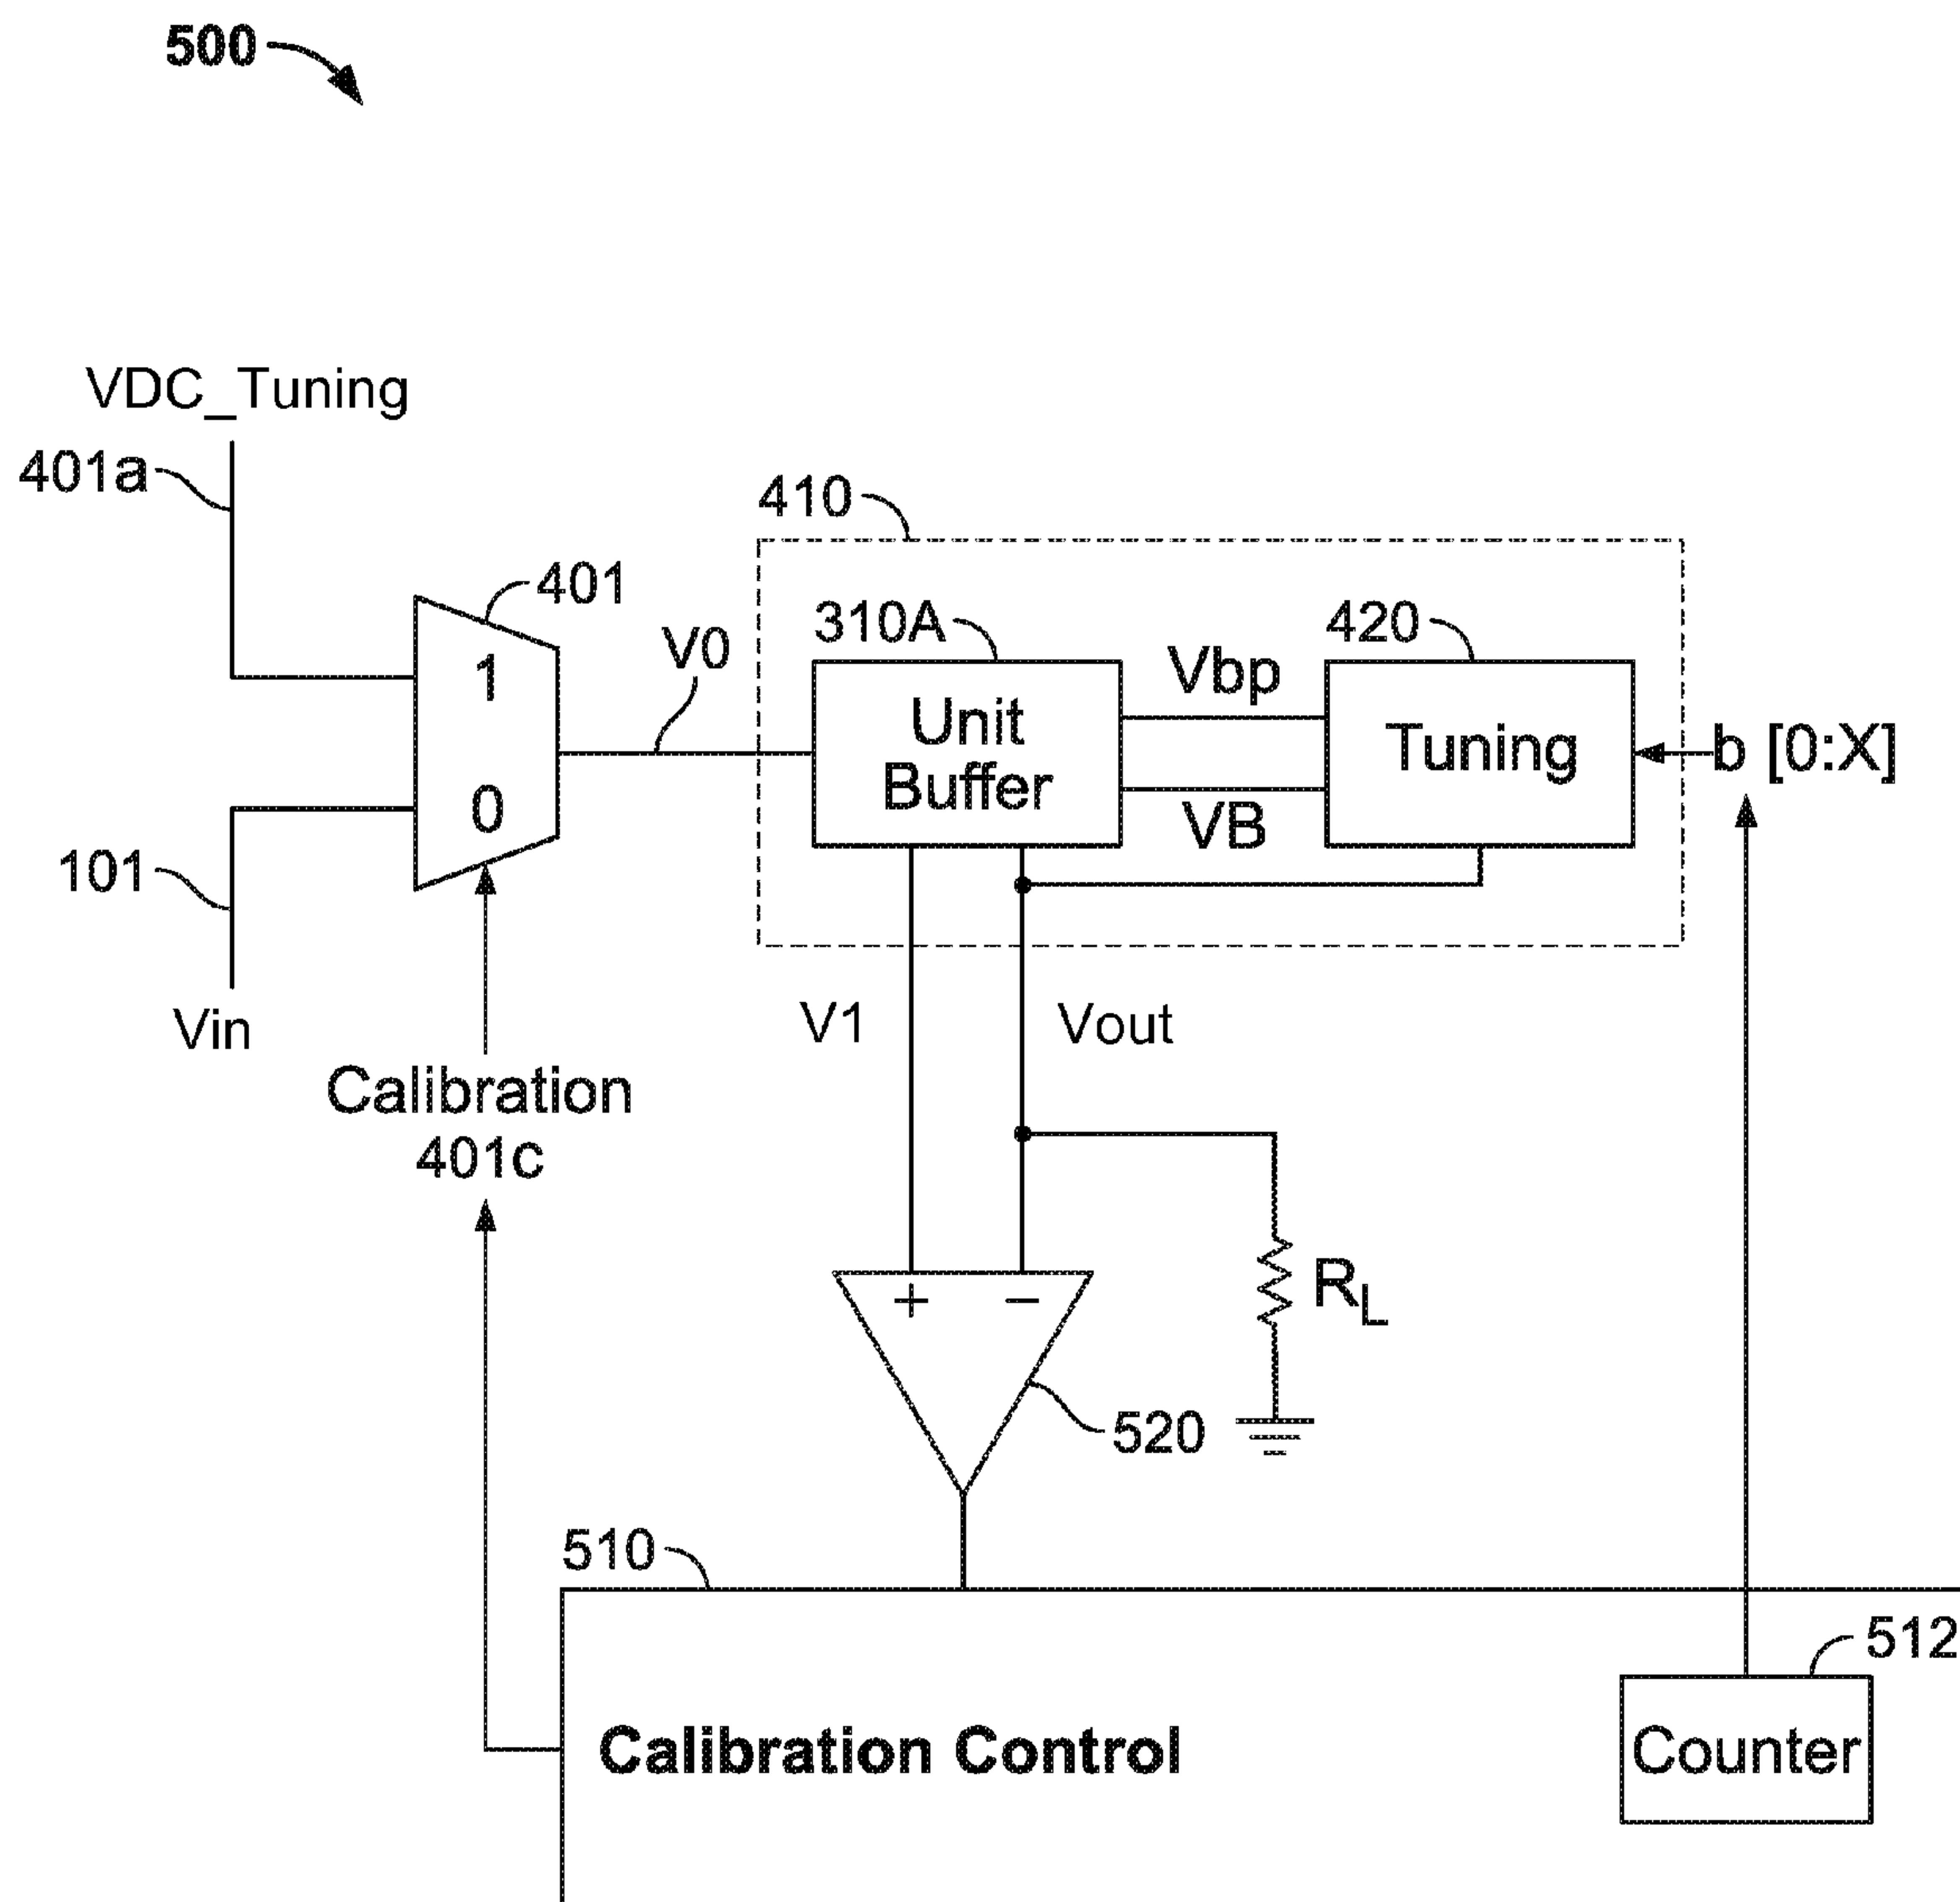 500
VDC_Tuning
401a
410
401
310A
420
V0
Vbp
1
Unit
Buffer
Tuning
b [0:X]
0
VB
101
V1
Vout
Vin
Calibration
401c
+
−
RL
520
510
512
Calibration Control
Counter